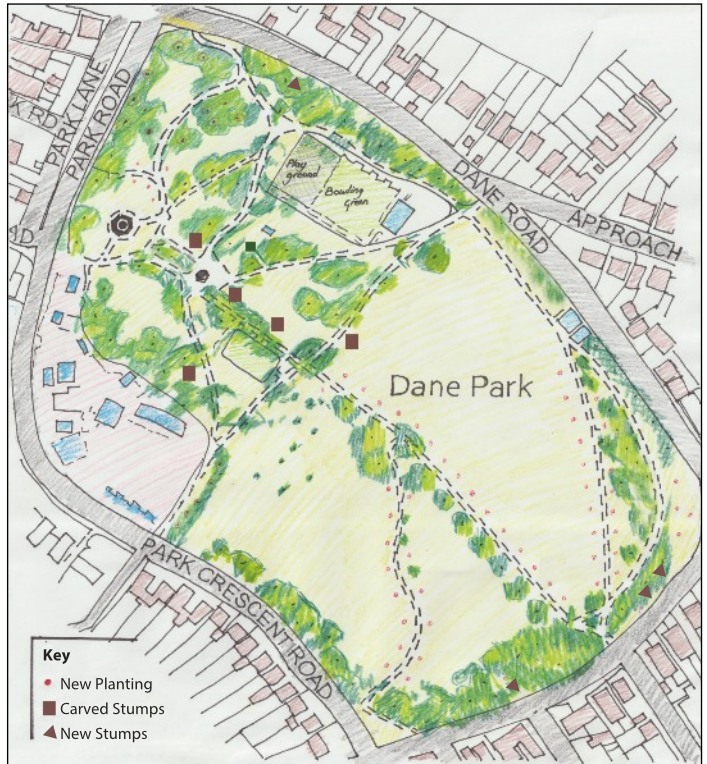 PARK LANE
PARK ROAD
K RD
AD
Play
ground
Bowling
Green
DANE ROAD
APPROACH
Dane Park
PARK CRESCENT ROAD
Key
New Planting
Carved Stumps
New Stumps